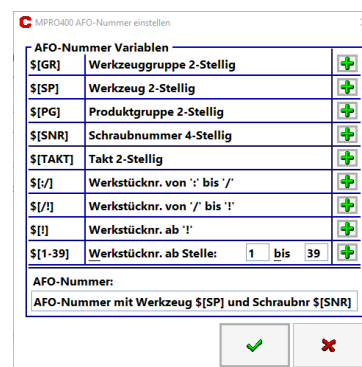 MPRO400 AFO-Nummer einstellen
AFO-Nummer Variablen
$[GR] Werkzeuggruppe 2-Stellig
$[SP] Werkzeug 2-Stellig
$[PG] Produktgruppe 2-Stellig
$[SNR] Schraubnummer 4-Stellig
$[TAKT] Takt 2-Stellig
$[:/] Werkstücknr. von ':' bis '/'
$[/!] Werkstücknr. von '/' bis '!'
$[!] Werkstücknr. ab '!'
$[1-39] Werkstücknr. ab Stelle: 1 bis 39
AFO-Nummer:
AFO-Nummer mit Werkzeug $[SP] und Schraubnr $[SNR]